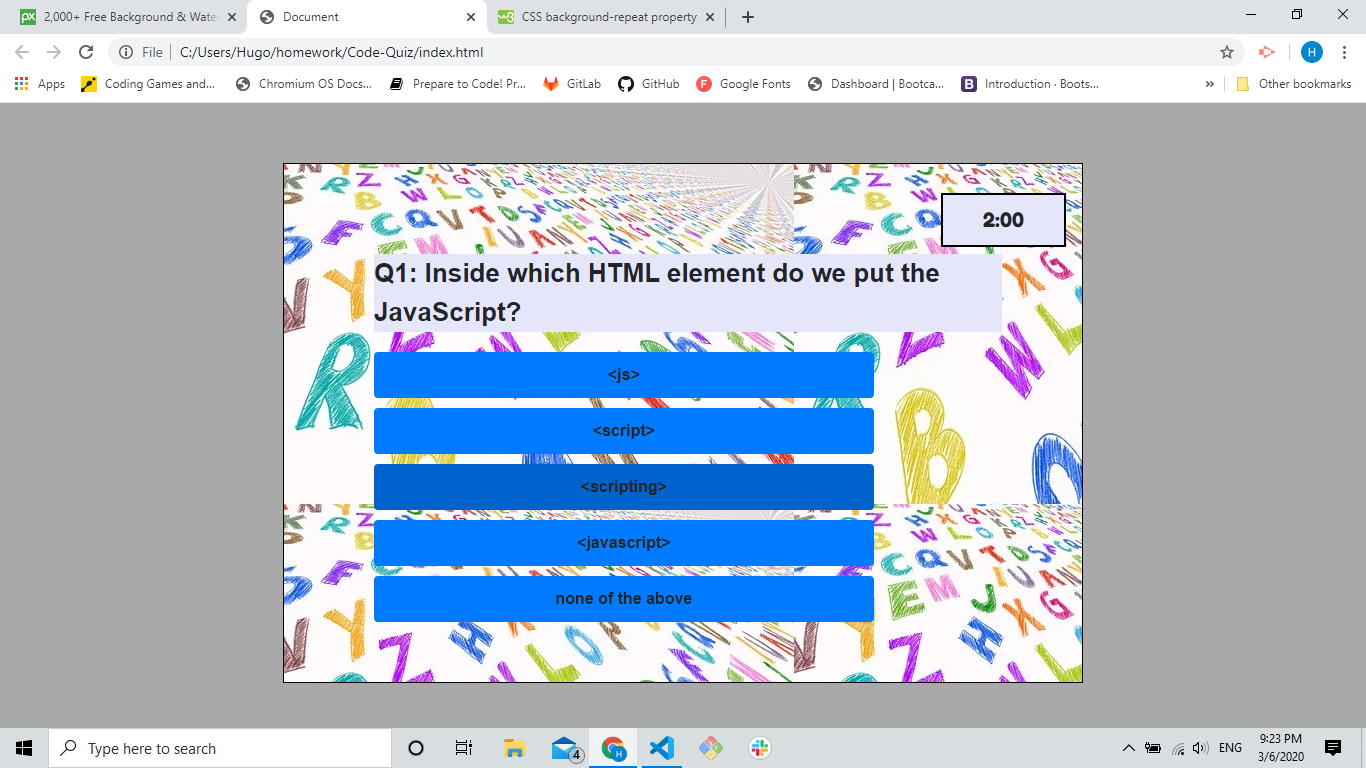 2,000+ Free Background & Wate
Document
CSS background-repeat property
File
C:/Users/Hugo/homework/Code-Quiz/index.html
H
Apps
Coding Games and...
Chromium OS Docs...
Prepare to Code! Pr...
GitLab
GitHub
Google Fonts
Dashboard | Bootca...
Introduction · Boots...
»
Other bookmarks
2:00
Q1: Inside which HTML element do we put the
JavaScript?
<js>
<script>
<scripting>
<javascript>
none of the above
Type here to search
4
H
ENG
9:23 PM
3/6/2020